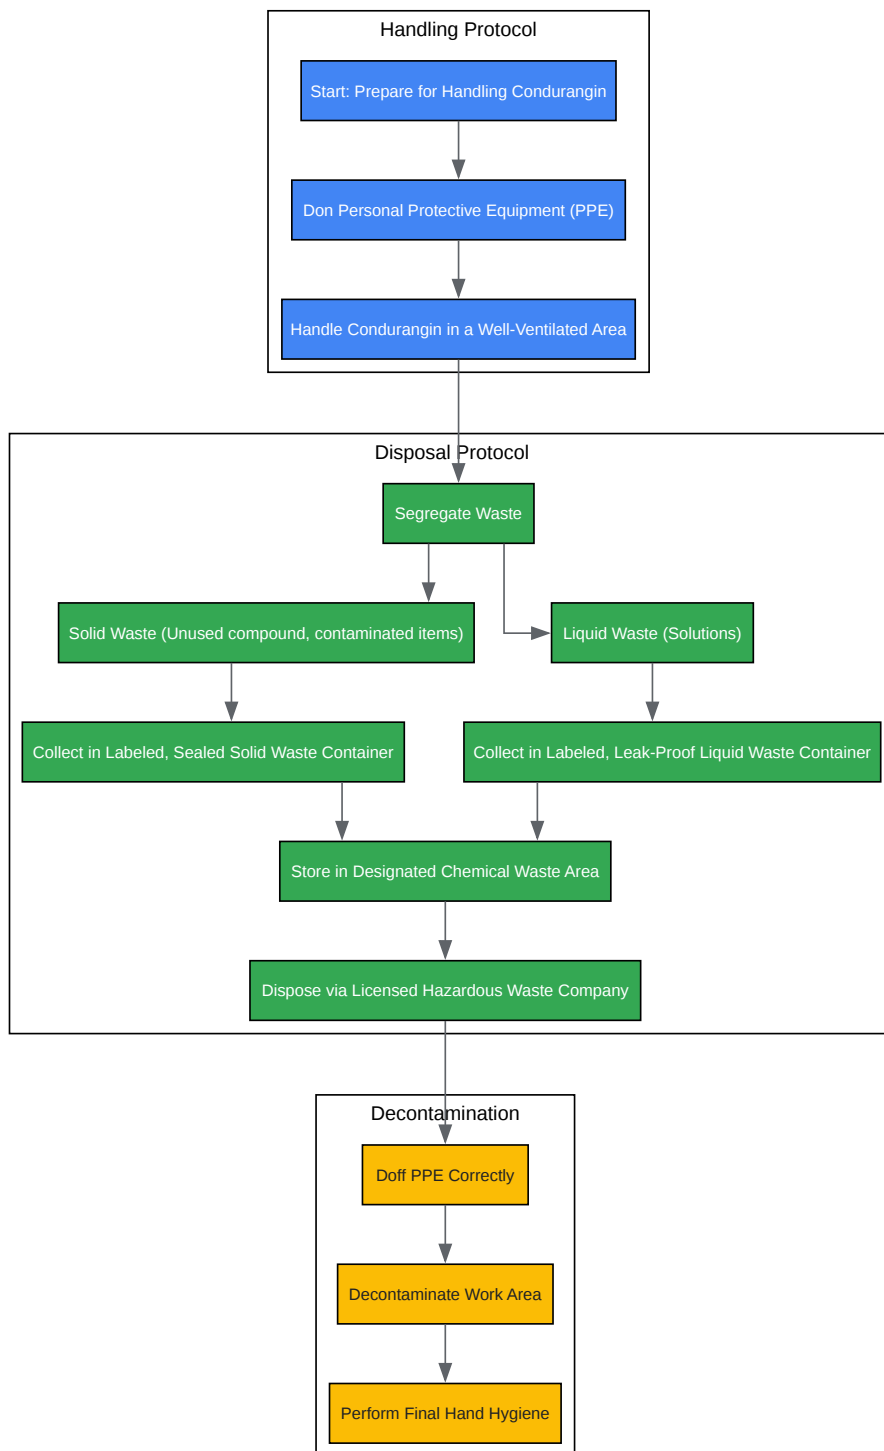 Handling Protocol
Start: Prepare for Handling Condurangin
Don Personal Protective Equipment (PPE)
Handle Condurangin in a Well-Ventilated Area
Disposal Protocol
Segregate Waste
Solid Waste (Unused compound, contaminated items)
Liquid Waste (Solutions)
Collect in Labeled, Sealed Solid Waste Container
Collect in Labeled, Leak-Proof Liquid Waste Container
Store in Designated Chemical Waste Area
Dispose via Licensed Hazardous Waste Company
Decontamination
Doff PPE Correctly
Decontaminate Work Area
Perform Final Hand Hygiene